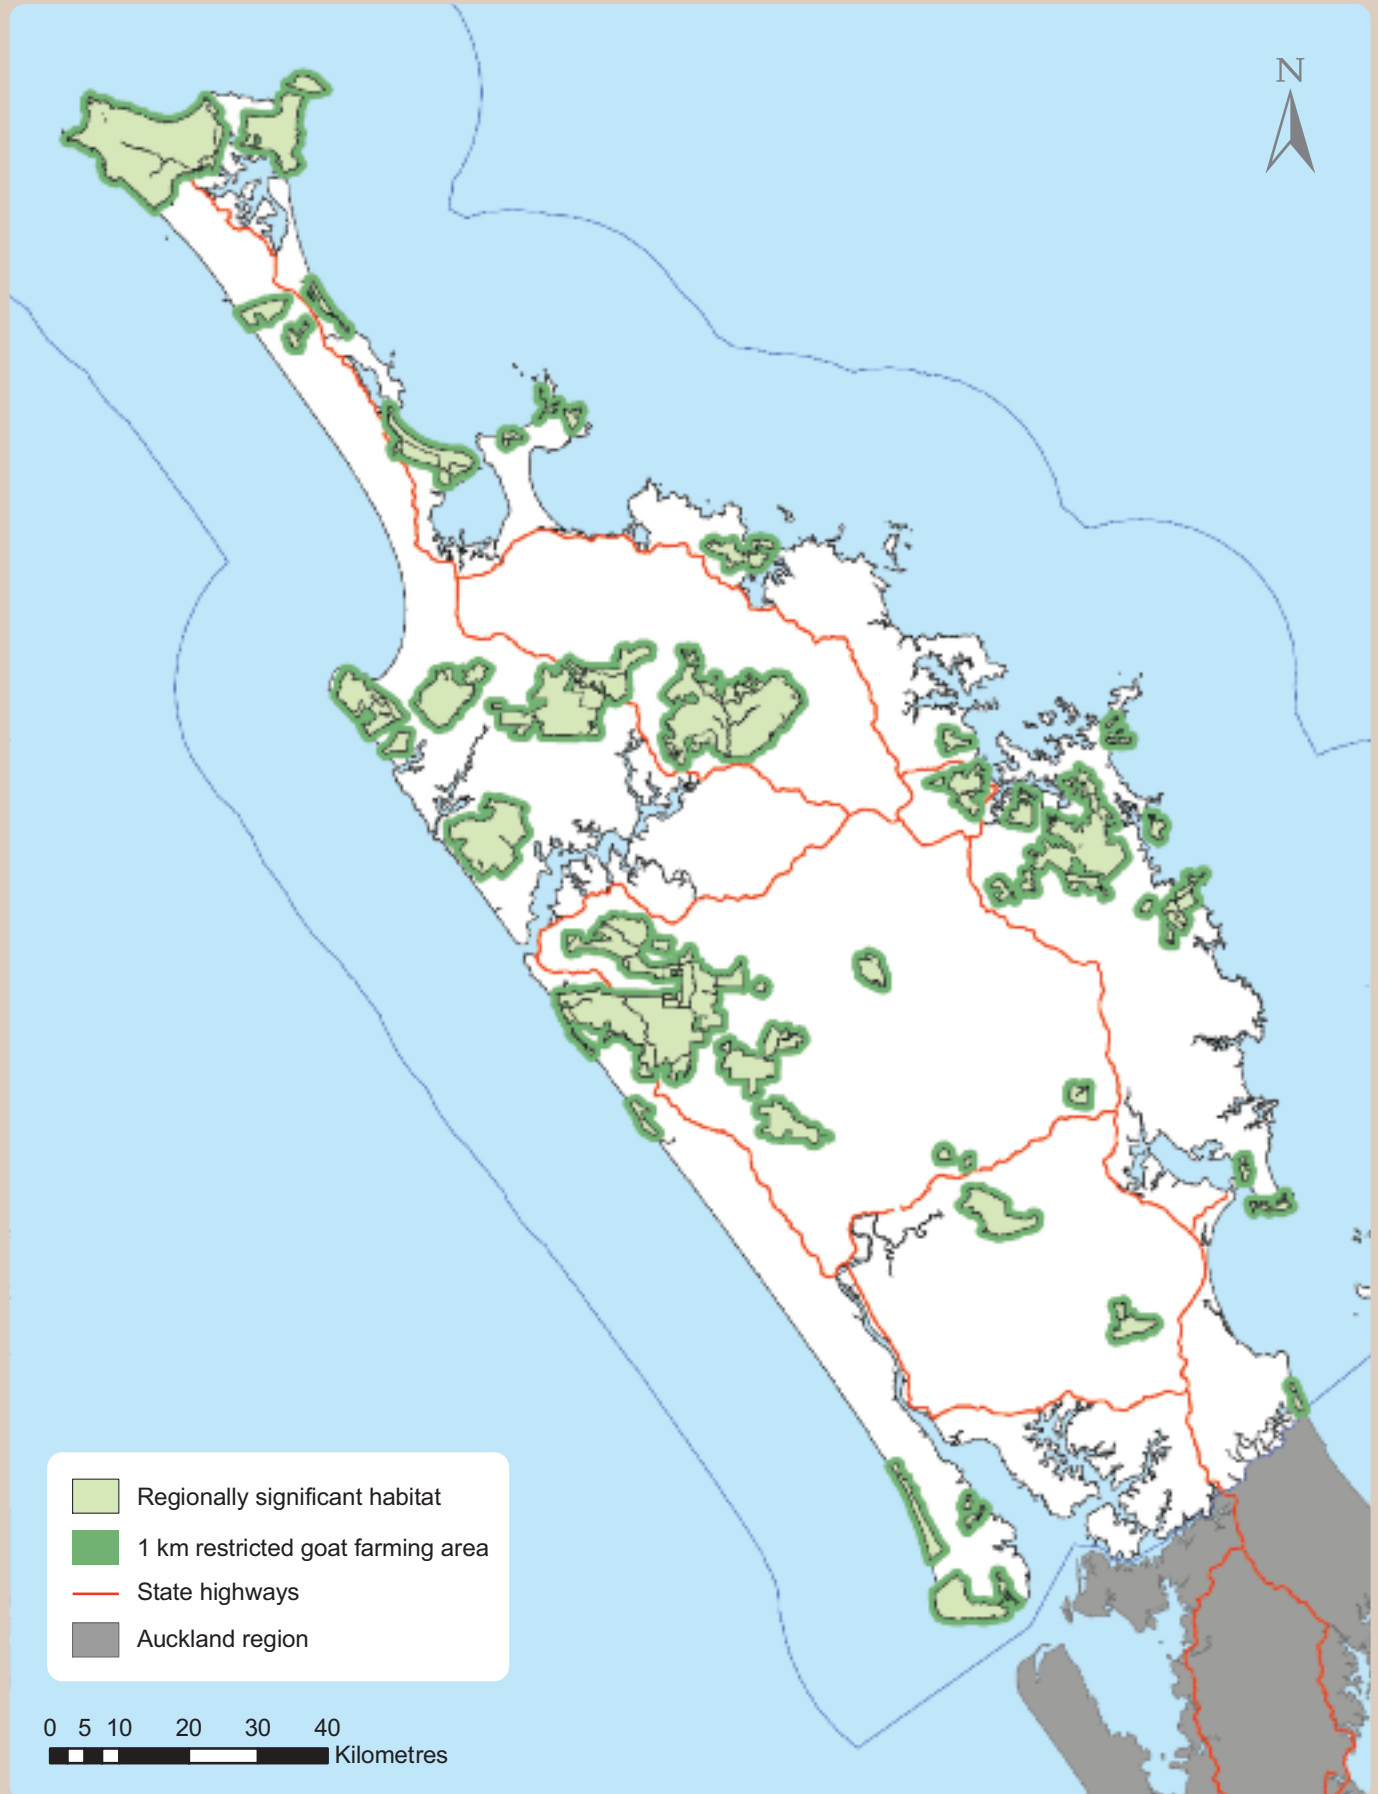 N
Regionally significant habitat
1 km restricted goat farming area
State highways
Auckland region
0 5 10 20 30 40
Kilometres